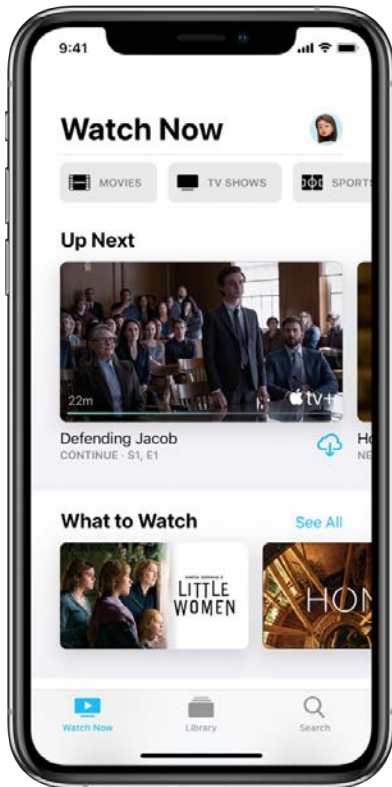 9:41
Watch Now
MOVIES
TV SHOWS
SPORTS
Up Next
22m
tv+
Defending Jacob
CONTINUE · S1, E1
What to Watch
See All
LITTLE
WOMEN
Watch Now
Library
Search